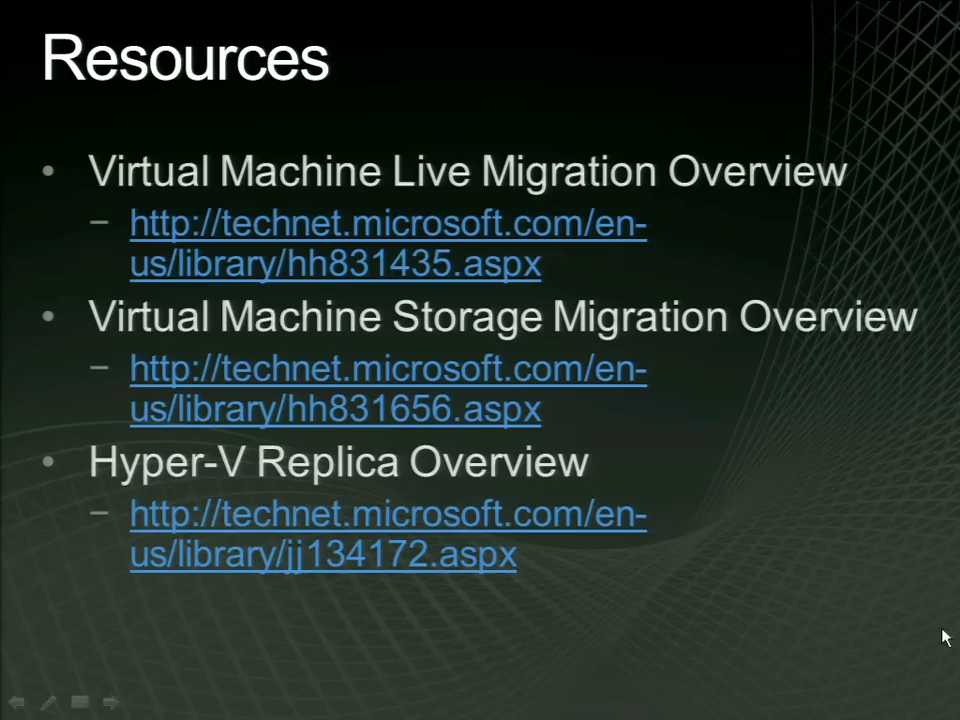 Resources
• Virtual Machine Live Migration Overview
– http://technet.microsoft.com/en-
us/library/hh831435.aspx
• Virtual Machine Storage Migration Overview
– http://technet.microsoft.com/en-
us/library/hh831656.aspx
• Hyper-V Replica Overview
– http://technet.microsoft.com/en-
us/library/jj134172.aspx